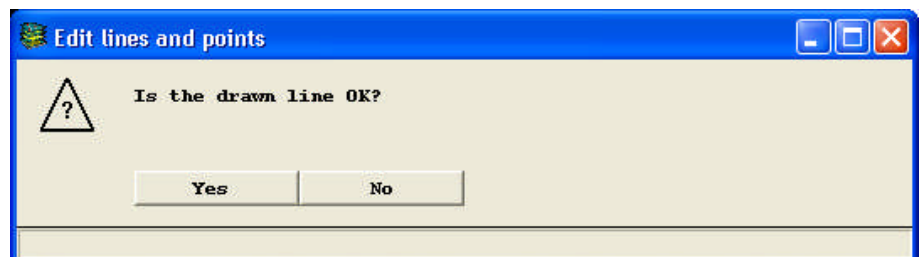 Edit lines and points
Is the drawn line OK?
?
Yes No